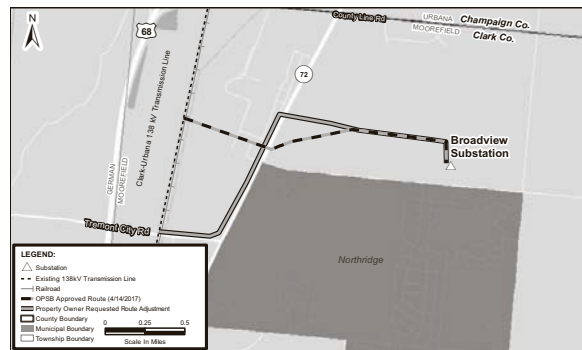 N
68
County Line Rd
URBANA
Champaign Co.
MOOREFIELD
Clark Co.
72
Clark-Urbana 138 kV Transmission Line
GERMAN
MOOREFIELD
Broadview
Substation
Tremont City Rd
Northridge
LEGEND:
Substation
Existing 138kV Transmission Line
Railroad
OPSB Approved Route (4/14/2017)
Property Owner Requested Route Adjustment
County Boundary
Municipal Boundary
Township Boundary
0 0.25 0.5
Scale In Miles